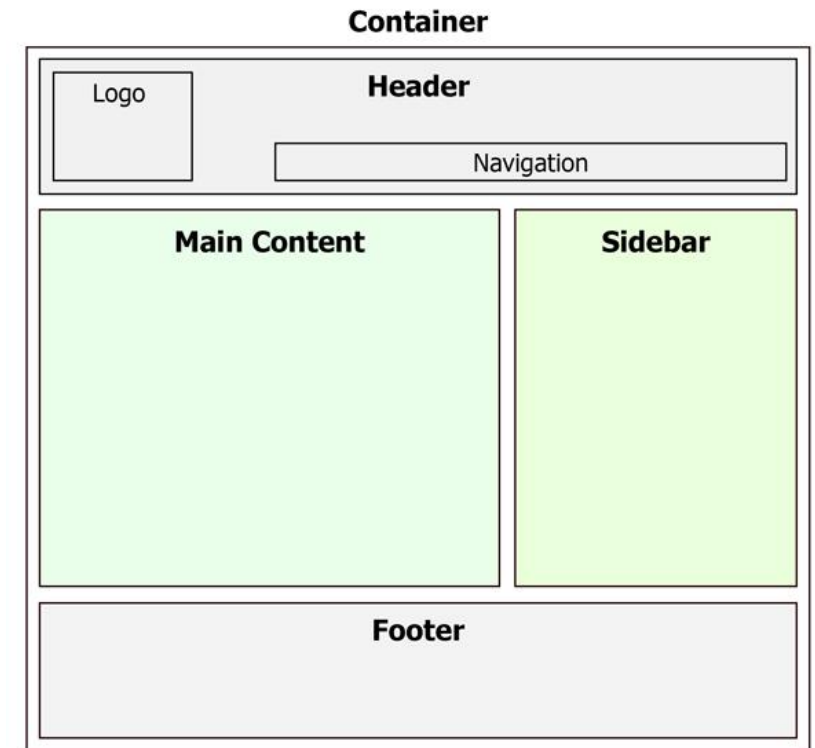 Container
Header
Logo
Navigation
Main Content
Sidebar
Footer